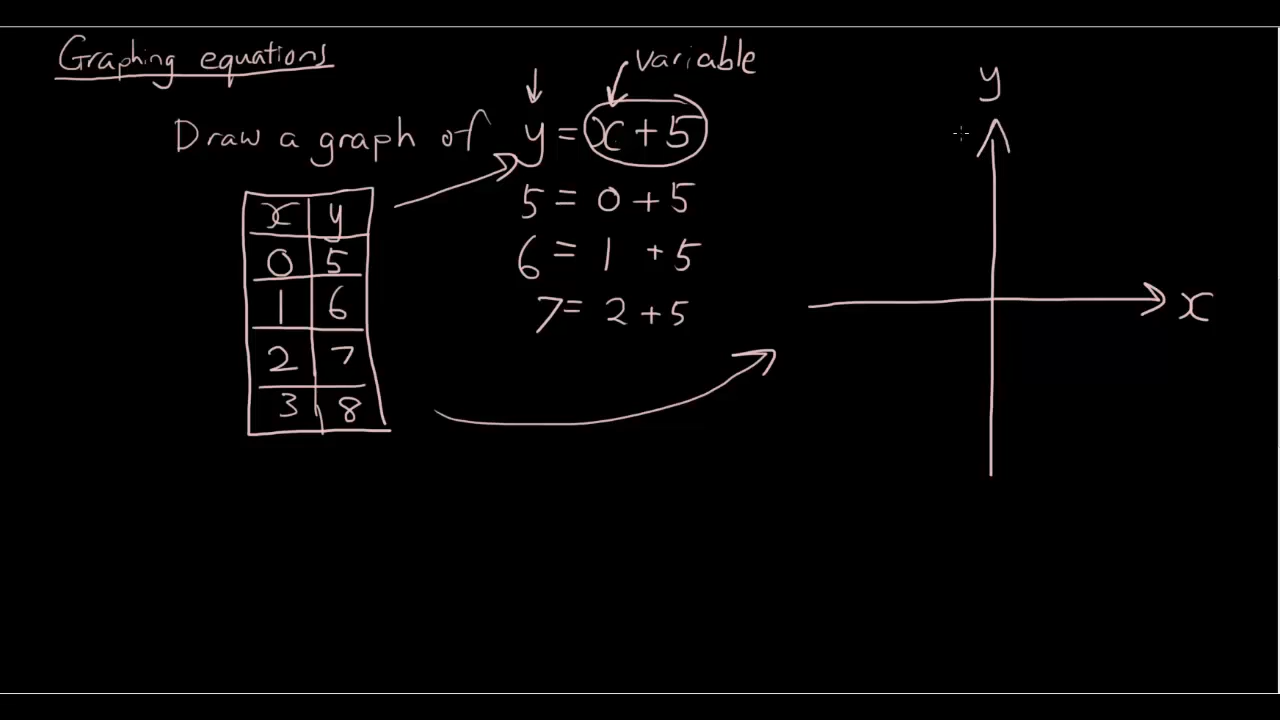 Graphing equations
variable
Draw a graph of y = x + 5
x y
0 5
1 6
2 7
3 8
5 = 0 + 5
6 = 1 + 5
7 = 2 + 5
y
x